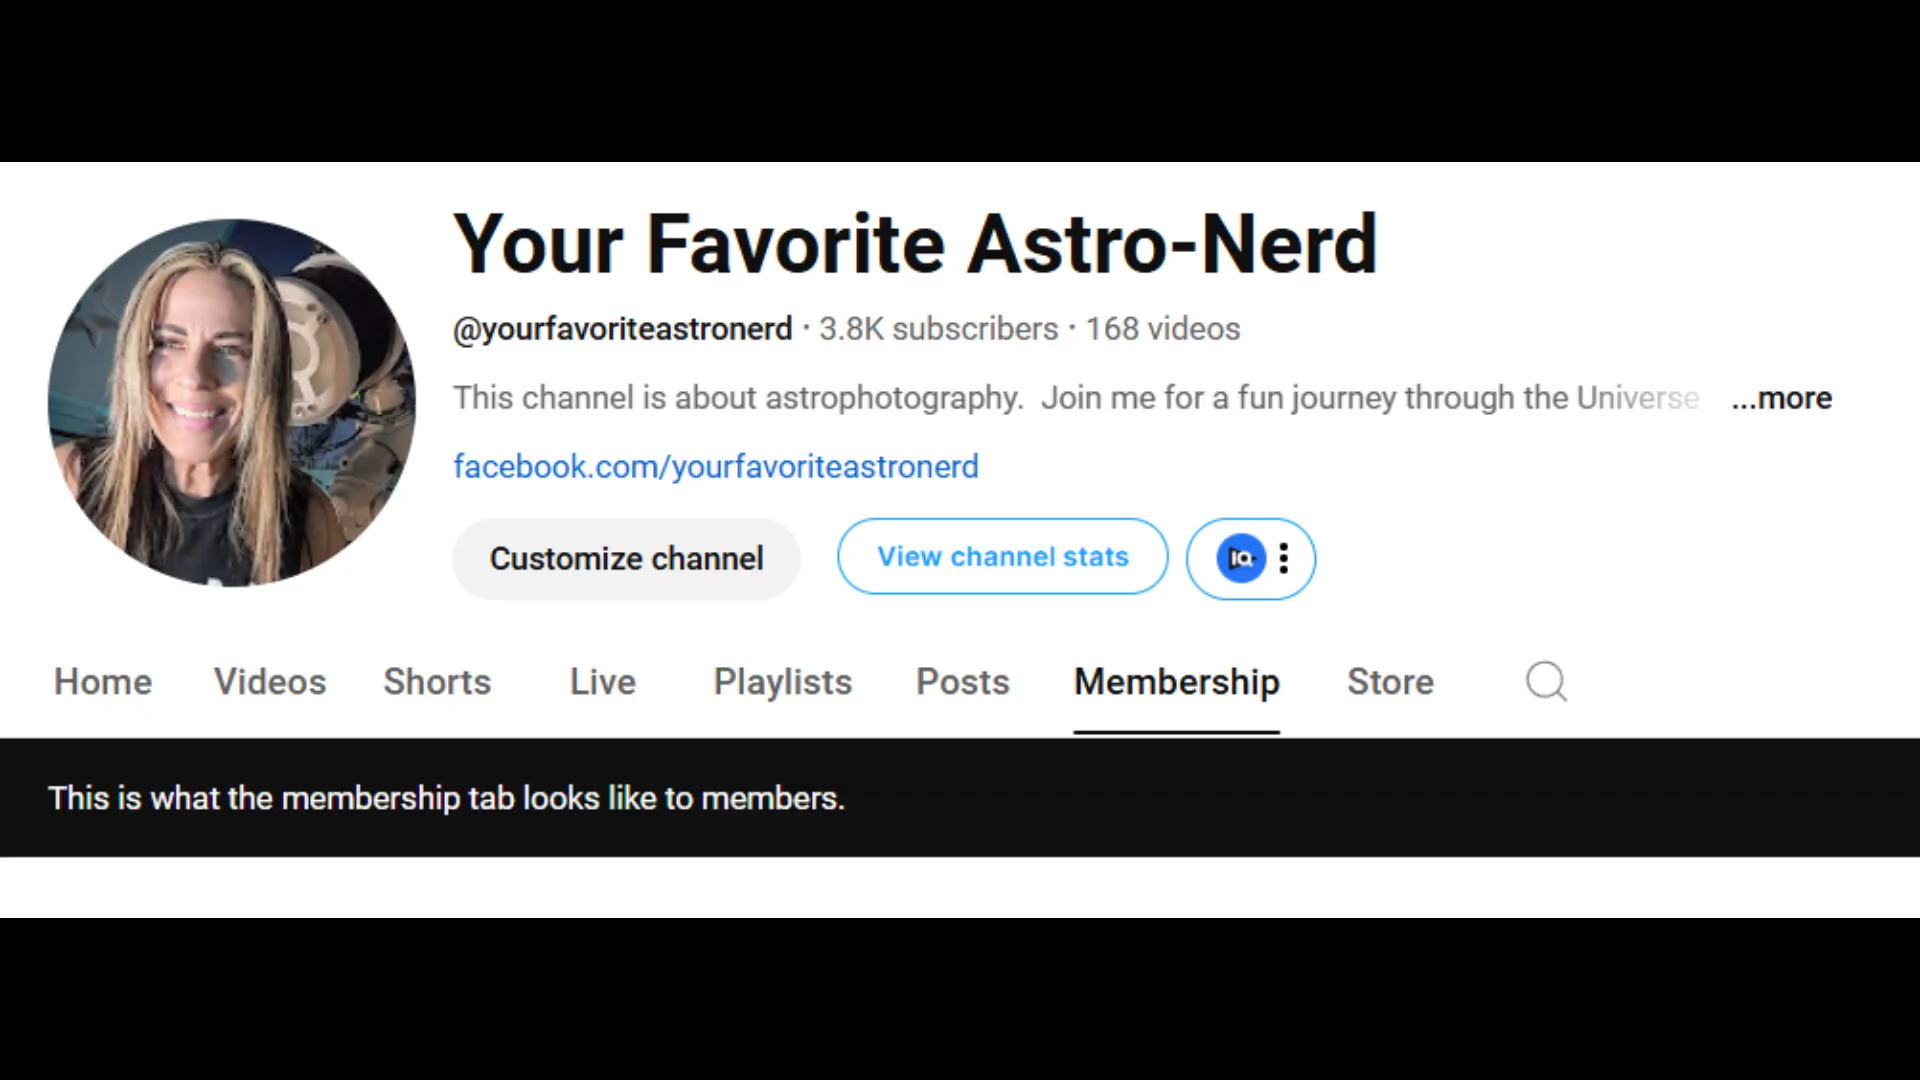 Your Favorite Astro-Nerd
@yourfavoriteastronerd · 3.8K subscribers · 168 videos
This channel is about astrophotography.  Join me for a fun journey through the Universe ...more
facebook.com/yourfavoriteastronerd
Customize channel View channel stats IQ
Home Videos Shorts Live Playlists Posts Membership Store
This is what the membership tab looks like to members.